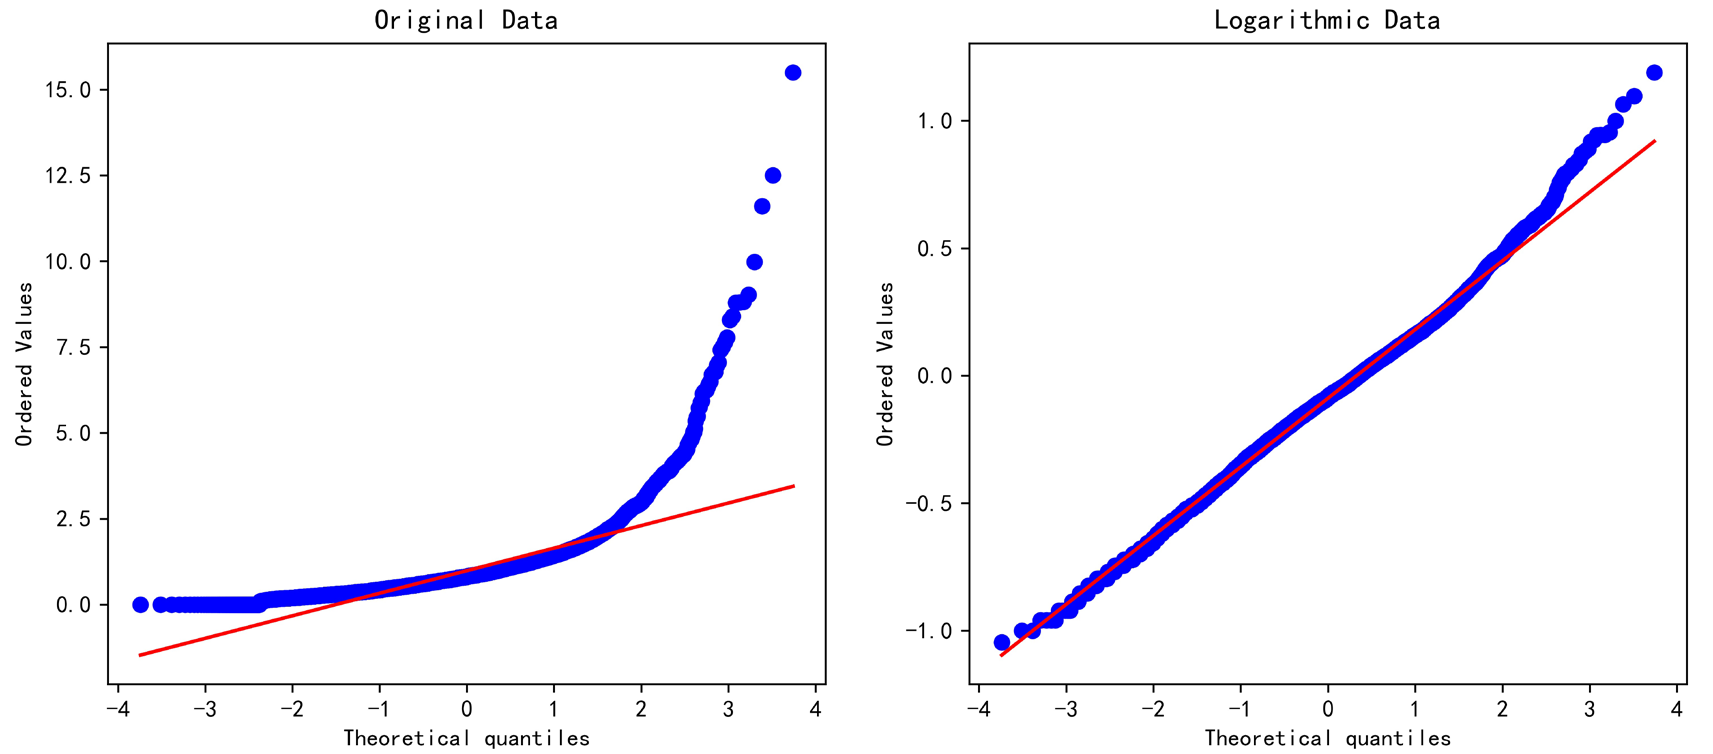 Original Data
Ordered Values
15.0
12.5
10.0
7.5
5.0
2.5
0.0
−4 −3 −2 −1 0 1 2 3 4
Theoretical quantiles
Logarithmic Data
Ordered Values
1.0
0.5
0.0
−0.5
−1.0
−4 −3 −2 −1 0 1 2 3 4
Theoretical quantiles